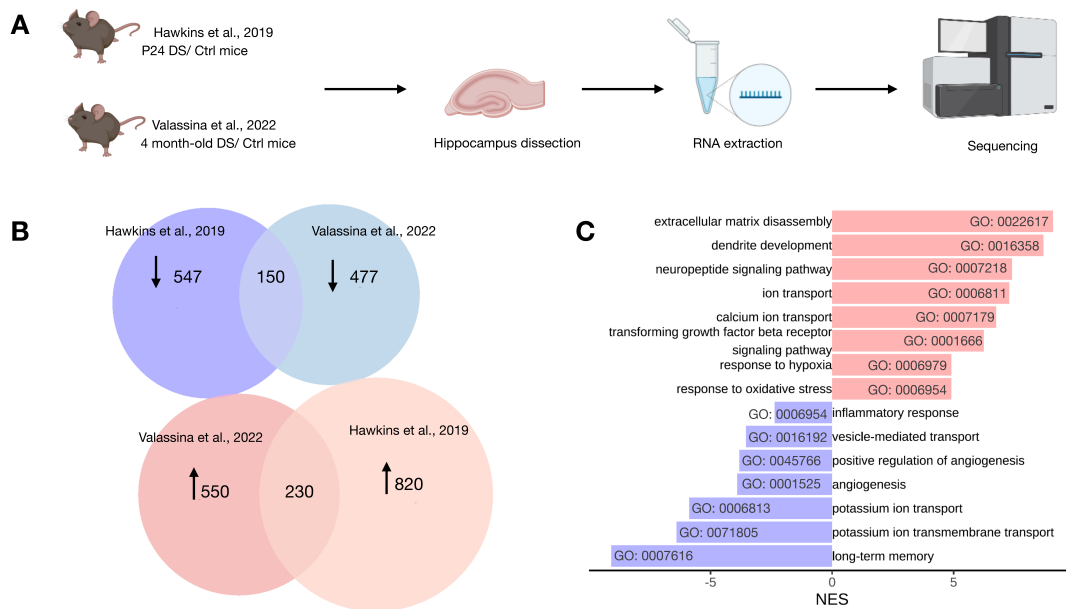 A
Hawkins et al., 2019
P24 DS/ Ctrl mice
Valassina et al., 2022
4 month-old DS/ Ctrl mice
Hippocampus dissection
RNA extraction
Sequencing
B
Hawkins et al., 2019
Valassina et al., 2022
547
150
477
Valassina et al., 2022
Hawkins et al., 2019
550
230
820
C
extracellular matrix disassembly
GO: 0022617
dendrite development
GO: 0016358
neuropeptide signaling pathway
GO: 0007218
ion transport
GO: 0006811
calcium ion transport
GO: 0007179
transforming growth factor beta receptor
signaling pathway
GO: 0001666
response to hypoxia
GO: 0006979
response to oxidative stress
GO: 0006954
GO: 0006954
inflammatory response
GO: 0016192
vesicle-mediated transport
GO: 0045766
positive regulation of angiogenesis
GO: 0001525
angiogenesis
GO: 0006813
potassium ion transport
GO: 0071805
potassium ion transmembrane transport
GO: 0007616
long-term memory
-5
0
5
NES